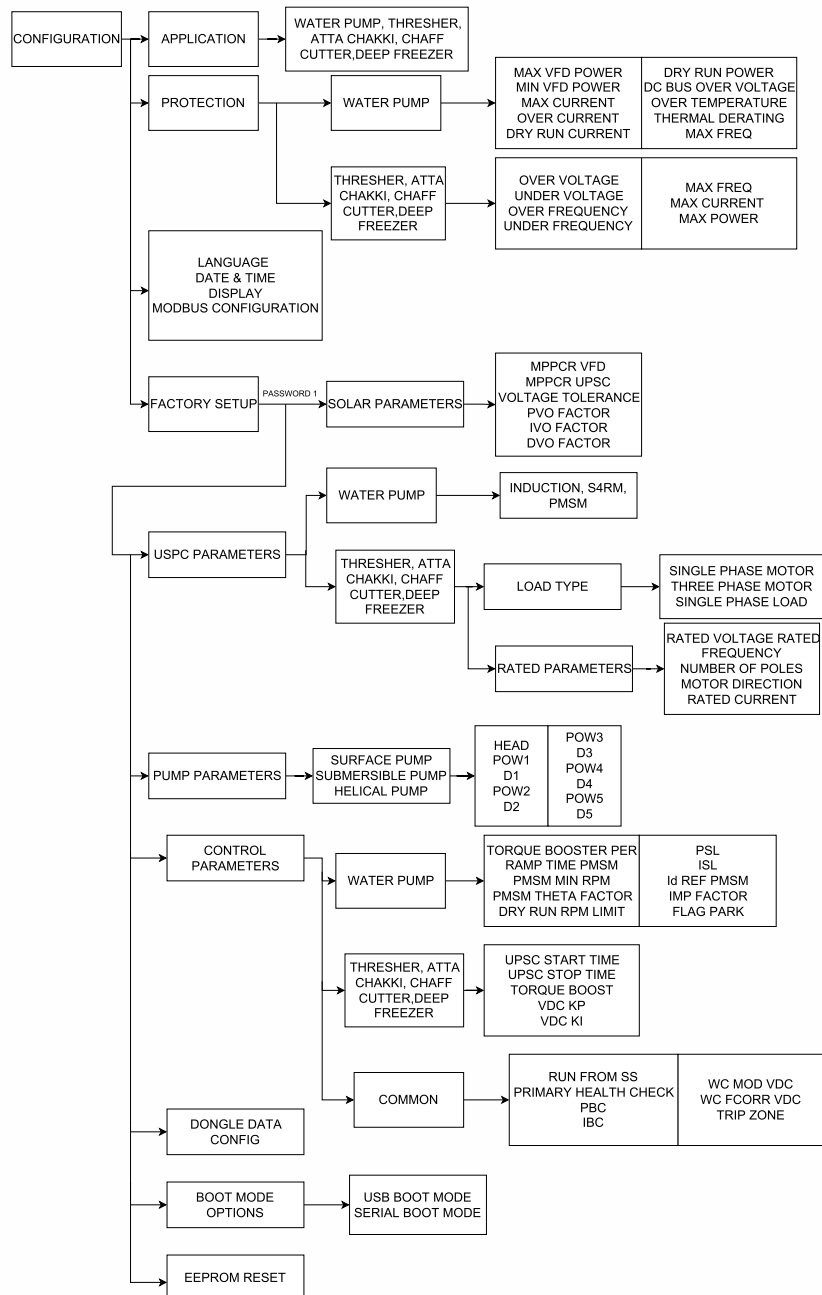 CONFIGURATION
APPLICATION
WATER PUMP, THRESHER,
ATTA CHAKKI, CHAFF
CUTTER,DEEP FREEZER
PROTECTION
WATER PUMP
MAX VFD POWER
MIN VFD POWER
MAX CURRENT
OVER CURRENT
DRY RUN CURRENT
DRY RUN POWER
DC BUS OVER VOLTAGE
OVER TEMPERATURE
THERMAL DERATING
MAX FREQ
THRESHER, ATTA
CHAKKI, CHAFF
CUTTER,DEEP
FREEZER
OVER VOLTAGE
UNDER VOLTAGE
OVER FREQUENCY
UNDER FREQUENCY
MAX FREQ
MAX CURRENT
MAX POWER
LANGUAGE
DATE & TIME
DISPLAY
MODBUS CONFIGURATION
FACTORY SETUP
PASSWORD 1
SOLAR PARAMETERS
MPPCR VFD
MPPCR UPSC
VOLTAGE TOLERANCE
PVO FACTOR
IVO FACTOR
DVO FACTOR
USPC PARAMETERS
WATER PUMP
INDUCTION, S4RM,
PMSM
THRESHER, ATTA
CHAKKI, CHAFF
CUTTER,DEEP
FREEZER
LOAD TYPE
SINGLE PHASE MOTOR
THREE PHASE MOTOR
SINGLE PHASE LOAD
RATED PARAMETERS
RATED VOLTAGE RATED
FREQUENCY
NUMBER OF POLES
MOTOR DIRECTION
RATED CURRENT
PUMP PARAMETERS
SURFACE PUMP
SUBMERSIBLE PUMP
HELICAL PUMP
HEAD
POW1
D1
POW2
D2
POW3
D3
POW4
D4
POW5
D5
CONTROL
PARAMETERS
WATER PUMP
TORQUE BOOSTER PER
RAMP TIME PMSM
PMSM MIN RPM
PMSM THETA FACTOR
DRY RUN RPM LIMIT
PSL
ISL
Id REF PMSM
IMP FACTOR
FLAG PARK
THRESHER, ATTA
CHAKKI, CHAFF
CUTTER,DEEP
FREEZER
UPSC START TIME
UPSC STOP TIME
TORQUE BOOST
VDC KP
VDC KI
COMMON
RUN FROM SS
PRIMARY HEALTH CHECK
PBC
IBC
WC MOD VDC
WC FCORR VDC
TRIP ZONE
DONGLE DATA
CONFIG
BOOT MODE
OPTIONS
USB BOOT MODE
SERIAL BOOT MODE
EEPROM RESET